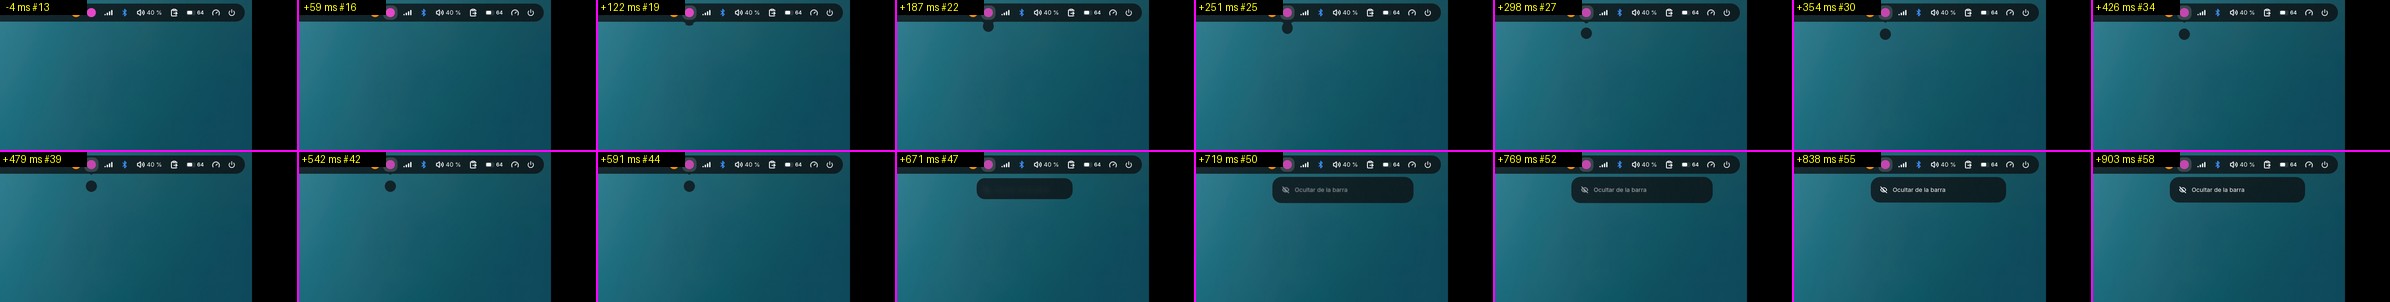 -4 ms #13 40 % 64
+59 ms #16 40 % 64
+122 ms #19 40 % 64
+187 ms #22 40 % 64
+251 ms #25 40 % 64
+298 ms #27 40 % 64
+354 ms #30 40 % 64
+426 ms #34 40 % 64
+479 ms #39 40 % 64
+542 ms #42 40 % 64
+591 ms #44 40 % 64
+671 ms #47 40 % 64
+719 ms #50 40 % 64
Ocultar de la barra
+769 ms #52 40 % 64
Ocultar de la barra
+838 ms #55 40 % 64
Ocultar de la barra
+903 ms #58 40 % 64
Ocultar de la barra